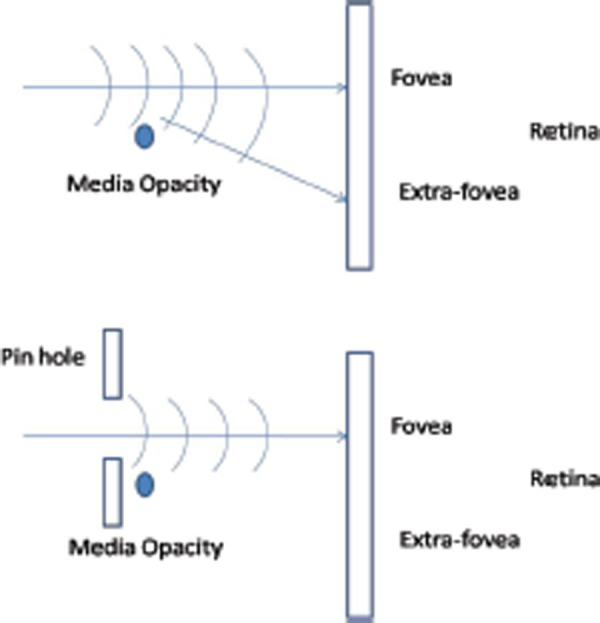 Fovea
Retina
Media Opacity
Extra-fovea
Pin hole
Fovea
Retina
Extra-fovea
Media Opacity